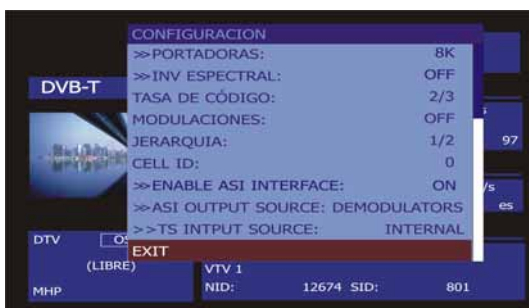 CONFIGURACION
>>PORTADORAS: 8K
>>INV ESPECTRAL: OFF
DVB-T
TASA DE CÓDIGO: 2/3
MODULACIONES: OFF
JERARQUIA: 1/2
97
CELL ID: 0
>>ENABLE ASI INTERFACE: ON
/s
>>ASI OUTPUT SOURCE: DEMODULATORS
es
>>TS INTPUT SOURCE: INTERNAL
DTV
EXIT
(LIBRE)
VTV 1
MHP
NID: 12674 SID: 801